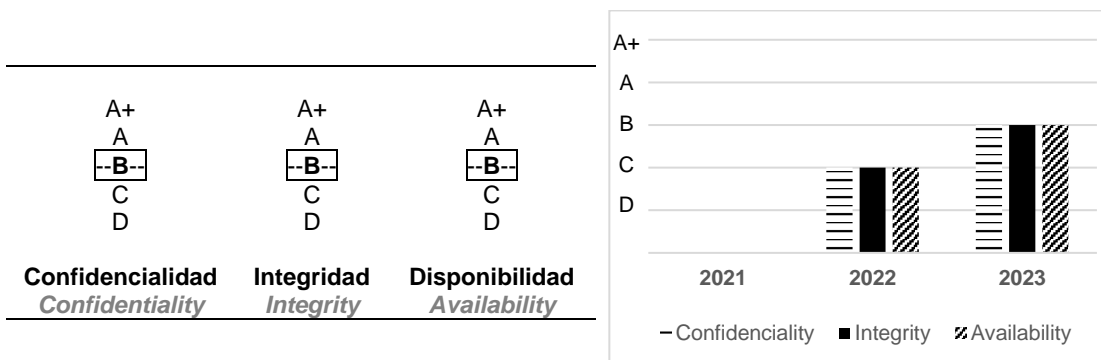 A+ A+ A+
A A A
--B-- --B-- --B--
C C C
D D D
Confidencialidad Integridad Disponibilidad
Confidentiality Integrity Availability
A+
A
B
C
D
2021 2022 2023
Confidenciality Integrity Availability